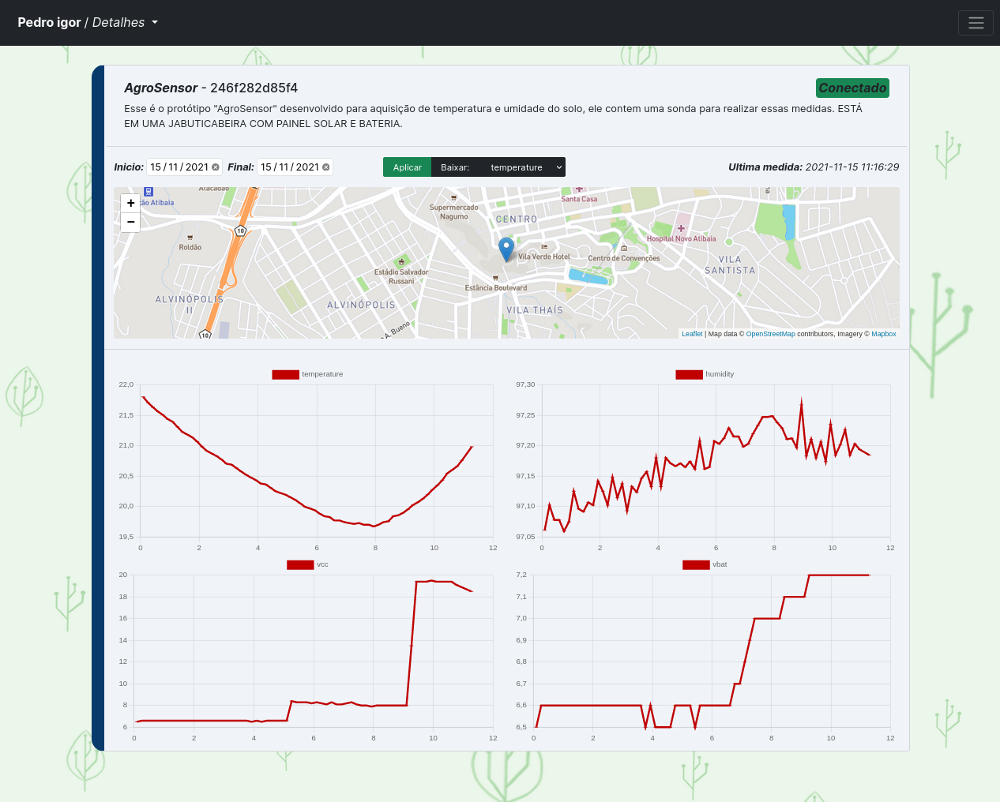 Pedro igor / Detalhes
AgroSensor - 246f282d85f4
Conectado
Esse é o protótipo "AgroSensor" desenvolvido para aquisição de temperatura e umidade do solo, ele contem uma sonda para realizar essas medidas. ESTÁ
EM UMA JABUTICABEIRA COM PAINEL SOLAR E BATERIA.
Inicio: 15 / 11 / 2021 Final: 15 / 11 / 2021 Aplicar Baixar: temperature Ultima medida: 2021-11-15 11:16:29
+
−
Atacadão
Atibaia
Supermercado
Nagumo
CENTRO
Santa Casa
10
Roldão
Hospital Novo Atibaia
Vila Verde Hotel
Centro de Convenções
Estádio Salvador
Russani
VILA
SANTISTA
Estância Boulevard
ALVINÓPOLIS
II
ALVINÓPOLIS
VILA THAÍS
A. Bueno
10
Leaflet | Map data © OpenStreetMap contributors, Imagery © Mapbox
temperature
22,0
21,5
21,0
20,5
20,0
19,5
0 2 4 6 8 10 12
humidity
97,30
97,25
97,20
97,15
97,10
97,05
0 2 4 6 8 10 12
vcc
20
18
16
14
12
10
8
6
0 2 4 6 8 10 12
vbat
7,2
7,1
7,0
6,9
6,8
6,7
6,6
6,5
0 2 4 6 8 10 12